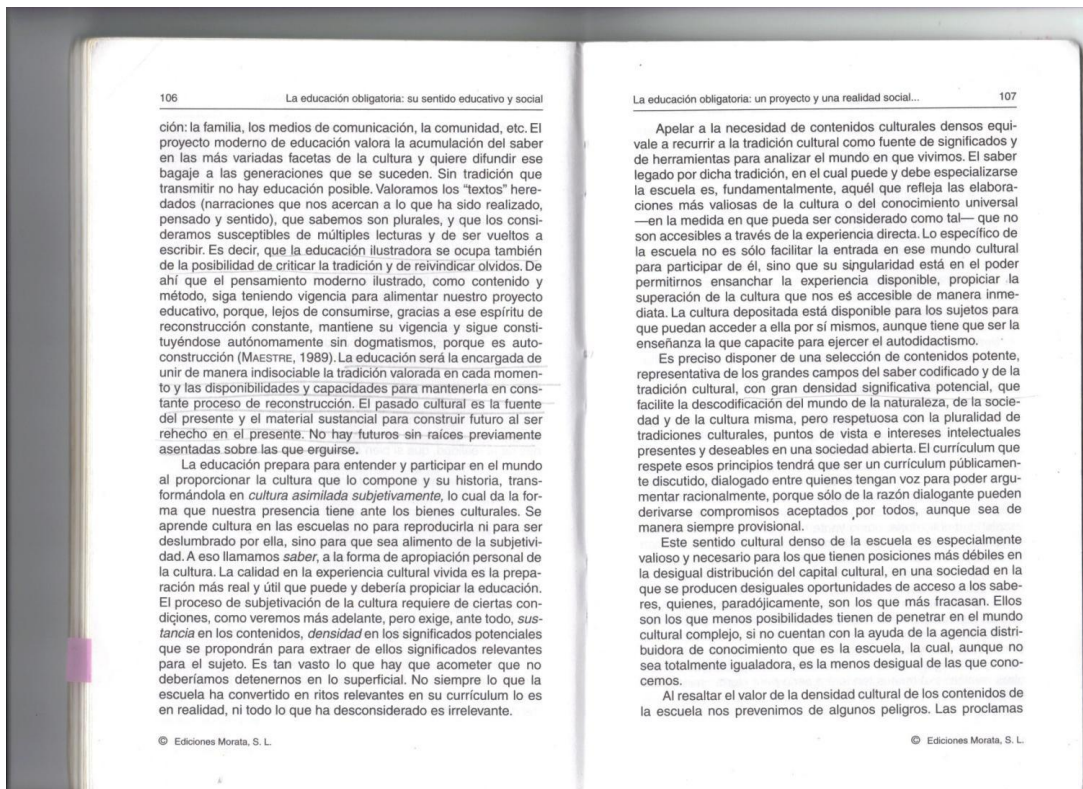 106 La educación obligatoria: su sentido educativo y social
ción: la familia, los medios de comunicación, la comunidad, etc. El
proyecto moderno de educación valora la acumulación del saber
en las más variadas facetas de la cultura y quiere difundir ese
bagaje a las generaciones que se suceden. Sin tradición que
transmitir no hay educación posible. Valoramos los "textos" here-
dados (narraciones que nos acercan a lo que ha sido realizado,
pensado y sentido), que sabemos son plurales, y que los consi-
deramos susceptibles de múltiples lecturas y de ser vueltos a
escribir. Es decir, que la educación ilustradora se ocupa también
de la posibilidad de criticar la tradición y de reivindicar olvidos. De
ahí que el pensamiento moderno ilustrado, como contenido y
método, siga teniendo vigencia para alimentar nuestro proyecto
educativo, porque, lejos de consumirse, gracias a ese espíritu de
reconstrucción constante, mantiene su vigencia y sigue consti-
tuyéndose autónomamente sin dogmatismos, porque es auto-
construcción (MAESTRE, 1989). La educación será la encargada de
unir de manera indisociable la tradición valorada en cada momen-
to y las disponibilidades y capacidades para mantenerla en cons-
tante proceso de reconstrucción. El pasado cultural es la fuente
del presente y el material sustancial para construir futuro al ser
rehecho en el presente. No hay futuros sin raíces previamente
asentadas sobre las que erguirse.
La educación prepara para entender y participar en el mundo
al proporcionar la cultura que lo compone y su historia, trans-
formándola en cultura asimilada subjetivamente, lo cual da la for-
ma que nuestra presencia tiene ante los bienes culturales. Se
aprende cultura en las escuelas no para reproducirla ni para ser
deslumbrado por ella, sino para que sea alimento de la subjetivi-
dad. A eso llamamos saber, a la forma de apropiación personal de
la cultura. La calidad en la experiencia cultural vivida es la prepa-
ración más real y útil que puede y debería propiciar la educación.
El proceso de subjetivación de la cultura requiere de ciertas con-
diciones, como veremos más adelante, pero exige, ante todo, sus-
tancia en los contenidos, densidad en los significados potenciales
que se propondrán para extraer de ellos significados relevantes
para el sujeto. Es tan vasto lo que hay que acometer que no
deberíamos detenernos en lo superficial. No siempre lo que la
escuela ha convertido en ritos relevantes en su currículum lo es
en realidad, ni todo lo que ha desconsiderado es irrelevante.
© Ediciones Morata, S. L.
La educación obligatoria: un proyecto y una realidad social... 107
Apelar a la necesidad de contenidos culturales densos equi-
vale a recurrir a la tradición cultural como fuente de significados y
de herramientas para analizar el mundo en que vivimos. El saber
legado por dicha tradición, en el cual puede y debe especializarse
la escuela es, fundamentalmente, aquél que refleja las elabora-
ciones más valiosas de la cultura o del conocimiento universal
—en la medida en que pueda ser considerado como tal— que no
son accesibles a través de la experiencia directa. Lo específico de
la escuela no es sólo facilitar la entrada en ese mundo cultural
para participar de él, sino que su singularidad está en el poder
permitirnos ensanchar la experiencia disponible, propiciar la
superación de la cultura que nos es accesible de manera inme-
diata. La cultura depositada está disponible para los sujetos para
que puedan acceder a ella por sí mismos, aunque tiene que ser la
enseñanza la que capacite para ejercer el autodidactismo.
Es preciso disponer de una selección de contenidos potente,
representativa de los grandes campos del saber codificado y de la
tradición cultural, con gran densidad significativa potencial, que
facilite la descodificación del mundo de la naturaleza, de la socie-
dad y de la cultura misma, pero respetuosa con la pluralidad de
tradiciones culturales, puntos de vista e intereses intelectuales
presentes y deseables en una sociedad abierta. El currículum que
respete esos principios tendrá que ser un currículum públicamen-
te discutido, dialogado entre quienes tengan voz para poder argu-
mentar racionalmente, porque sólo de la razón dialogante pueden
derivarse compromisos aceptados por todos, aunque sea de
manera siempre provisional.
Este sentido cultural denso de la escuela es especialmente
valioso y necesario para los que tienen posiciones más débiles en
la desigual distribución del capital cultural, en una sociedad en la
que se producen desiguales oportunidades de acceso a los sabe-
res, quienes, paradójicamente, son los que más fracasan. Ellos
son los que menos posibilidades tienen de penetrar en el mundo
cultural complejo, si no cuentan con la ayuda de la agencia distri-
buidora de conocimiento que es la escuela, la cual, aunque no
sea totalmente igualadora, es la menos desigual de las que cono-
cemos.
Al resaltar el valor de la densidad cultural de los contenidos de
la escuela nos prevenimos de algunos peligros. Las proclamas
© Ediciones Morata, S. L.